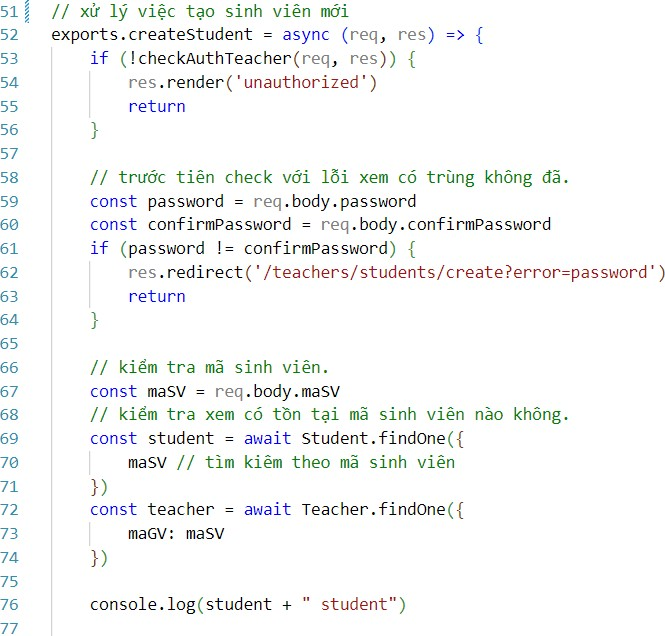 51 // xử lý việc tạo sinh viên mới
52 exports.createStudent = async (req, res) => {
53     if (!checkAuthTeacher(req, res)) {
54         res.render('unauthorized')
55         return
56     }
57
58     // trước tiên check với lỗi xem có trùng không đã.
59     const password = req.body.password
60     const confirmPassword = req.body.confirmPassword
61     if (password != confirmPassword) {
62         res.redirect('/teachers/students/create?error=password')
63         return
64     }
65
66     // kiểm tra mã sinh viên.
67     const maSV = req.body.maSV
68     // kiểm tra xem có tồn tại mã sinh viên nào không.
69     const student = await Student.findOne({
70         maSV // tìm kiếm theo mã sinh viên
71     })
72     const teacher = await Teacher.findOne({
73         maGV: maSV
74     })
75
76     console.log(student + " student")
77